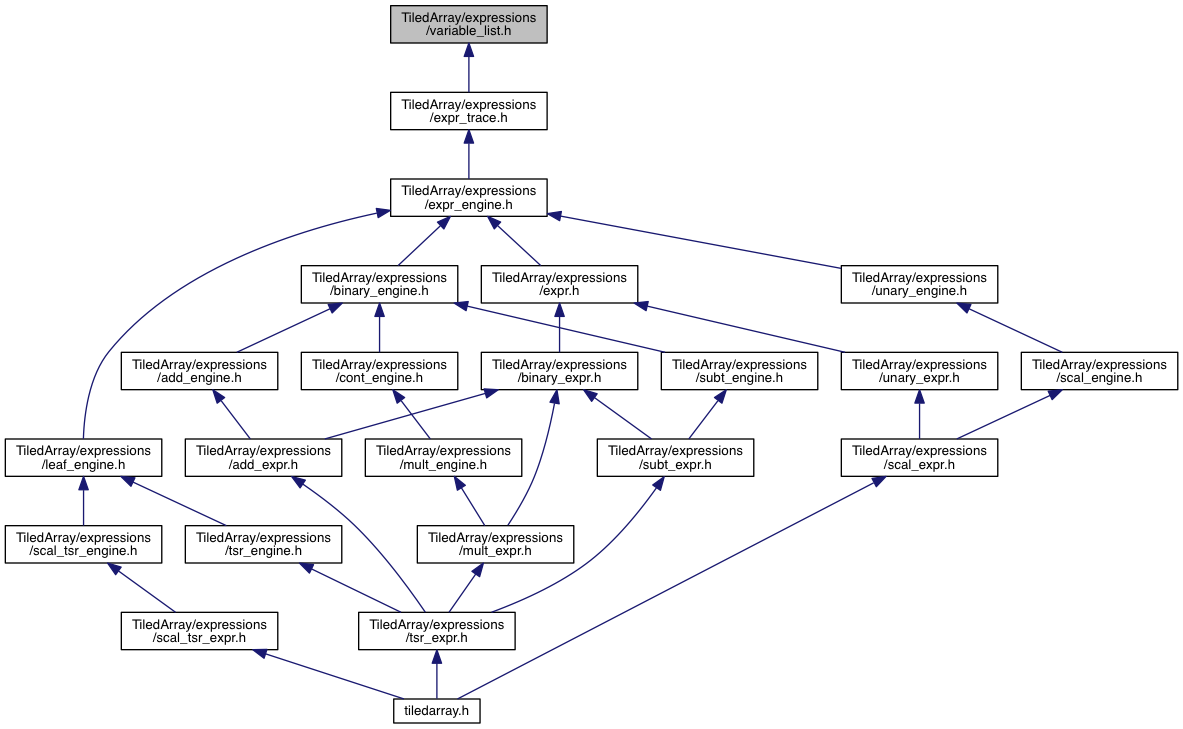 TiledArray/expressions
/variable_list.h
TiledArray/expressions
/expr_trace.h
TiledArray/expressions
/expr_engine.h
TiledArray/expressions
/binary_engine.h
TiledArray/expressions
/expr.h
TiledArray/expressions
/unary_engine.h
TiledArray/expressions
/add_engine.h
TiledArray/expressions
/cont_engine.h
TiledArray/expressions
/binary_expr.h
TiledArray/expressions
/subt_engine.h
TiledArray/expressions
/unary_expr.h
TiledArray/expressions
/scal_engine.h
TiledArray/expressions
/leaf_engine.h
TiledArray/expressions
/add_expr.h
TiledArray/expressions
/mult_engine.h
TiledArray/expressions
/subt_expr.h
TiledArray/expressions
/scal_expr.h
TiledArray/expressions
/scal_tsr_engine.h
TiledArray/expressions
/tsr_engine.h
TiledArray/expressions
/mult_expr.h
TiledArray/expressions
/scal_tsr_expr.h
TiledArray/expressions
/tsr_expr.h
tiledarray.h